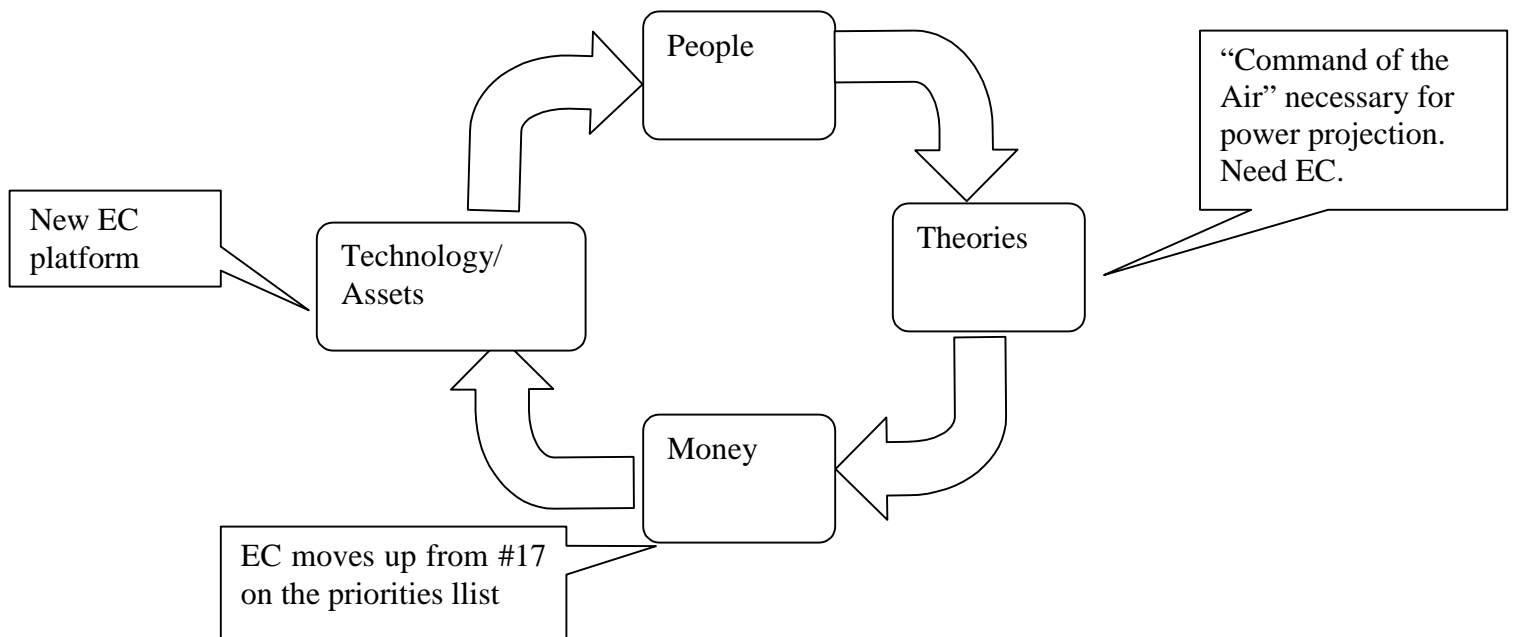 People
“Command of the
Air” necessary for
power projection.
Need EC.
New EC
platform
Technology/
Assets
Theories
Money
EC moves up from #17
on the priorities llist